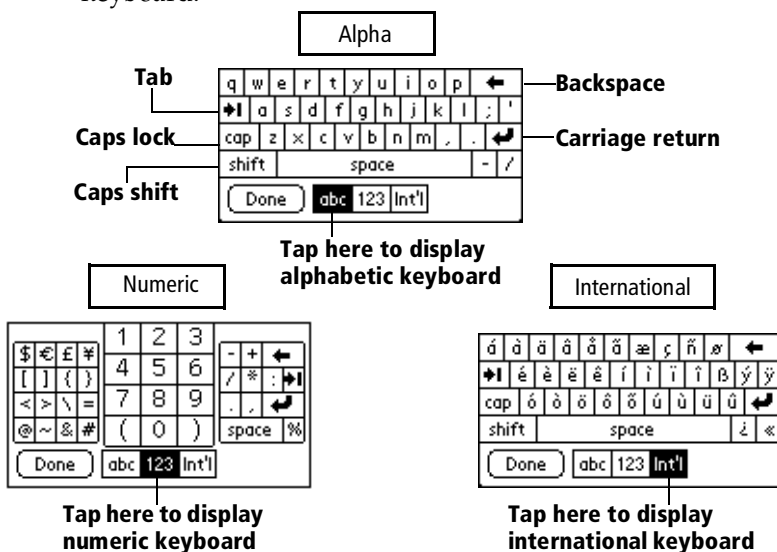 keyboard.
Alpha
Tab
q w e r t y u i o p
Backspace
a s d f g h j k l ; '
Caps lock
cap z x c v b n m , .
Carriage return
shift space - /
Caps shift
Done abc 123 Int'l
Tap here to display
alphabetic keyboard
Numeric
1 2 3
$ € £ ¥ - +
4 5 6
[ ] { } / * :
7 8 9
< > \ = . ,
@ ~ & # ( 0 ) space %
Done abc 123 Int'l
Tap here to display
numeric keyboard
International
á à ä â å ã æ ç ñ ø
é è ë ê í ì ï î ß ý ÿ
cap ó ò ö ô õ ú ù ü û
shift space ¿ «
Done abc 123 Int'l
Tap here to display
international keyboard